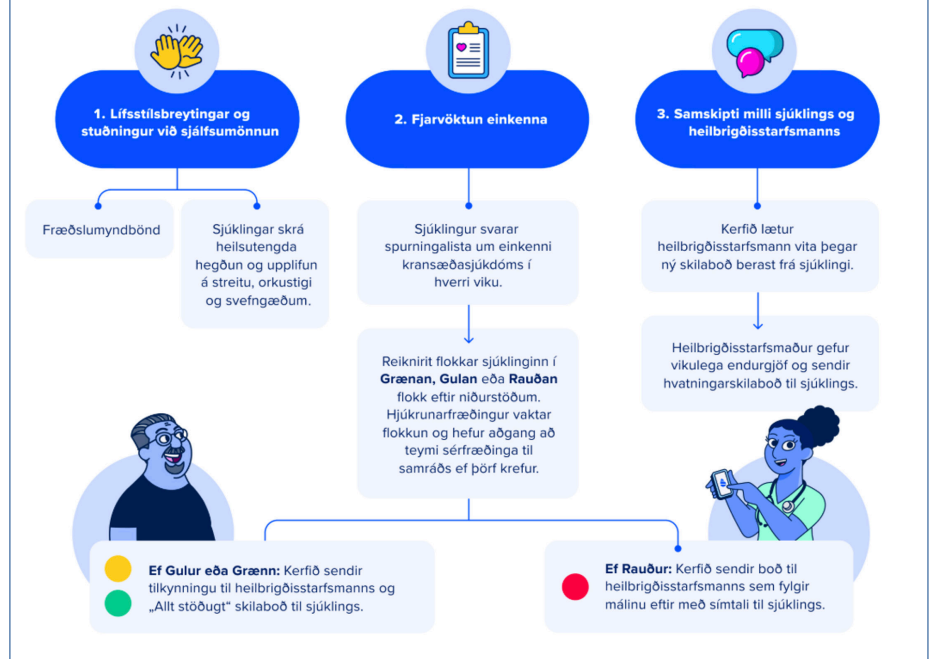 1. Lífsstílsbreytingar og
stuðningur við sjálfsumönnun
Fræðslumyndbönd
Sjúklingar skrá
heilsutengda
hegðun og upplifun
á streitu, orkustigi
og svefngæðum.
2. Fjarvöktun einkenna
Sjúklingur svarar
spurningalista um einkenni
kransæðasjúkdóms í
hverri viku.
Reiknirit flokkar sjúklinginn í
Grænan, Gulan eða Rauðan
flokk eftir niðurstöðum.
Hjúkrunarfræðingur vaktar
flokkun og hefur aðgang að
teymi sérfræðinga til
samráðs ef þörf krefur.
Ef Gulur eða Grænn: Kerfið sendir
tilkynningu til heilbrigðisstarfsmanns og
„Allt stöðugt“ skilaboð til sjúklings.
Ef Rauður: Kerfið sendir boð til
heilbrigðisstarfsmanns sem fylgir
málinu eftir með símtali til sjúklings.
3. Samskipti milli sjúklings og
heilbrigðisstarfsmanns
Kerfið lætur
heilbrigðisstarfsmann vita þegar
ný skilaboð berast frá sjúklingi.
Heilbrigðisstarfsmaður gefur
vikulega endurgjöf og sendir
hvatningarskilaboð til sjúklings.